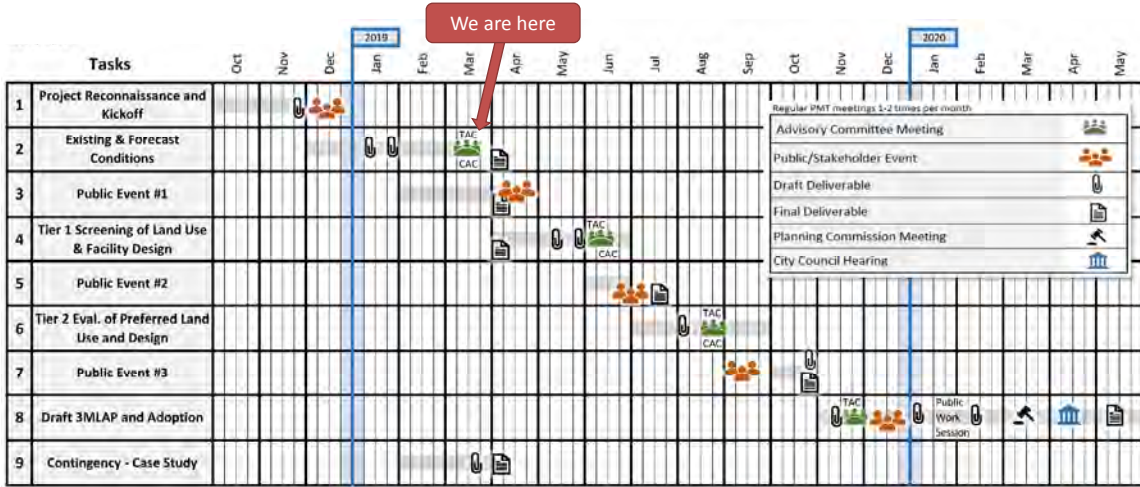 We are here
2019
2020
Tasks
Oct
Nov
Dec
Jan
Feb
Mar
Apr
May
Jun
Jul
Aug
Sep
Oct
Nov
Dec
Jan
Feb
Mar
Apr
May
1
Project Reconnaissance and
Kickoff
Regular PMT meetings 1-2 times per month
Advisory Committee Meeting
Public/Stakeholder Event
Draft Deliverable
Final Deliverable
Planning Commission Meeting
City Council Hearing
2
Existing & Forecast
Conditions
TAC
CAC
3
Public Event #1
4
Tier 1 Screening of Land Use
& Facility Design
TAC
CAC
5
Public Event #2
6
Tier 2 Eval. of Preferred Land
Use and Design
TAC
CAC
7
Public Event #3
8
Draft 3MLAP and Adoption
TAC
Public
Work
Session
9
Contingency - Case Study